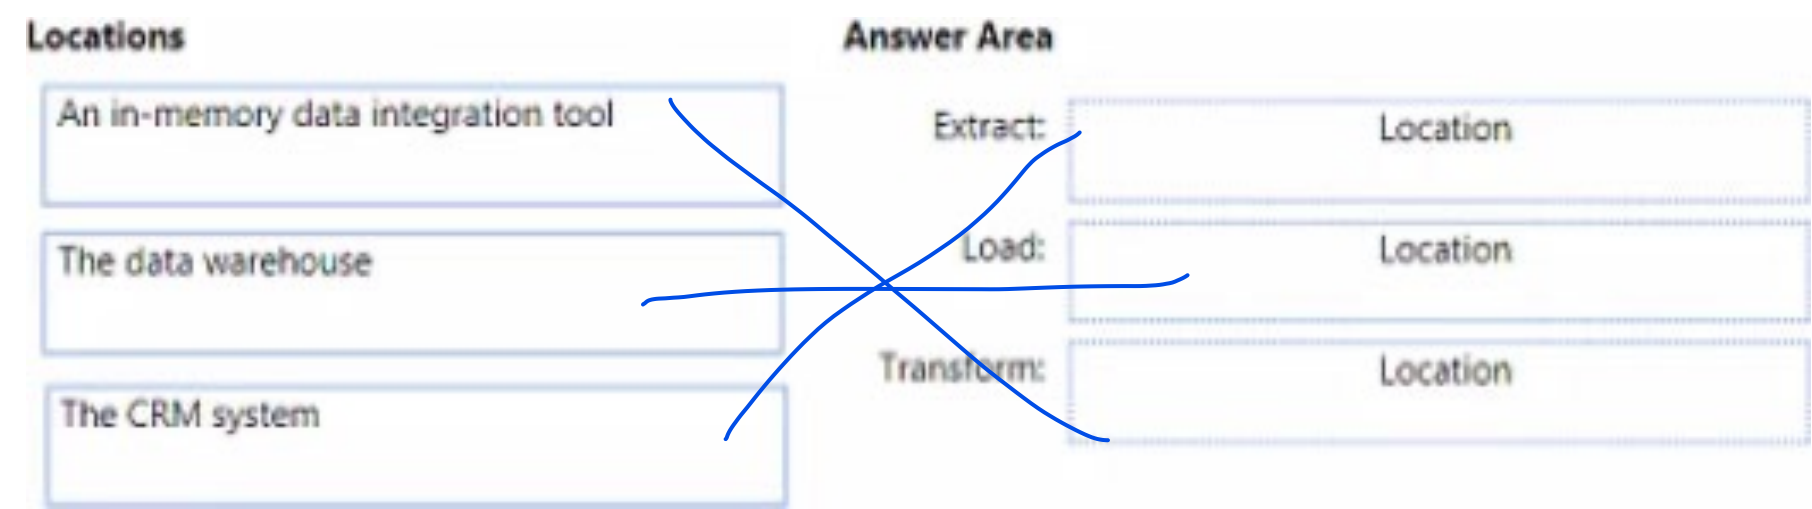 Locations
An in-memory data integration tool
The data warehouse
The CRM system
Answer Area
Extract: Location
Load: Location
Transform: Location